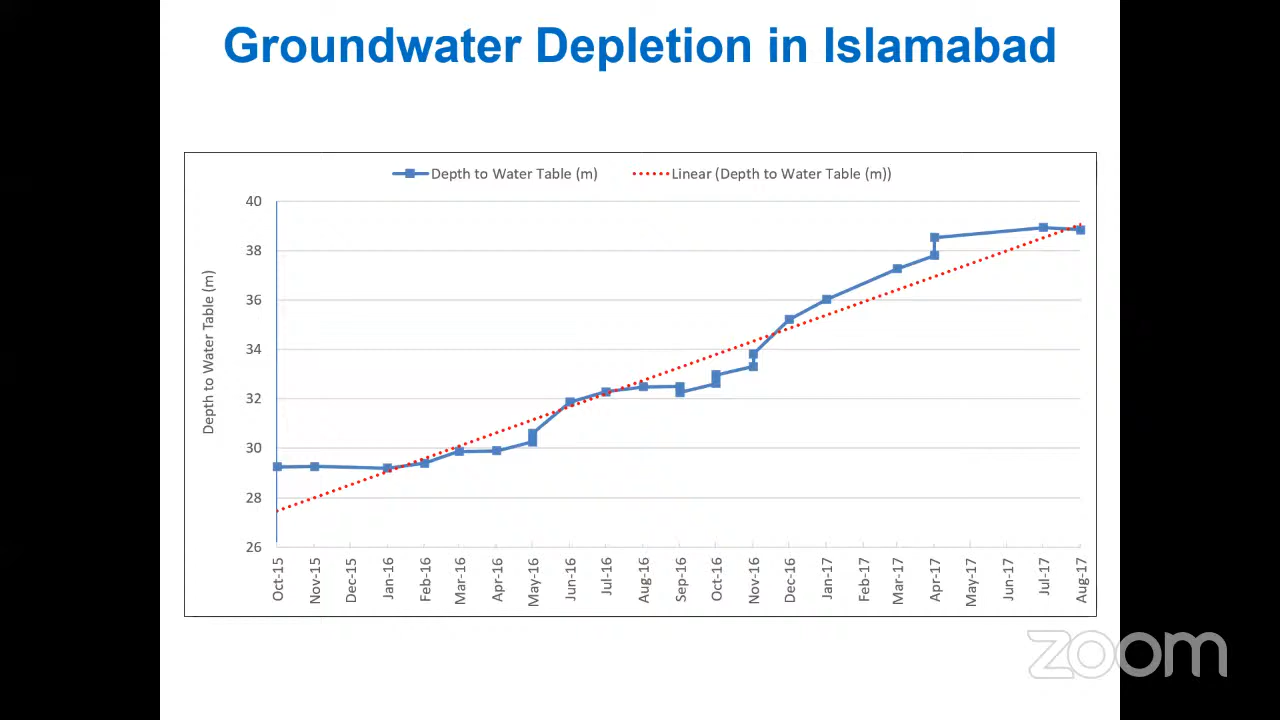 Groundwater Depletion in Islamabad
Depth to Water Table (m)
Linear (Depth to Water Table (m))
Depth to Water Table (m)
40
38
36
34
32
30
28
26
Oct-15
Nov-15
Dec-15
Jan-16
Feb-16
Mar-16
Apr-16
May-16
Jun-16
Jul-16
Aug-16
Sep-16
Oct-16
Nov-16
Dec-16
Jan-17
Feb-17
Mar-17
Apr-17
May-17
Jun-17
Jul-17
Aug-17
zoom